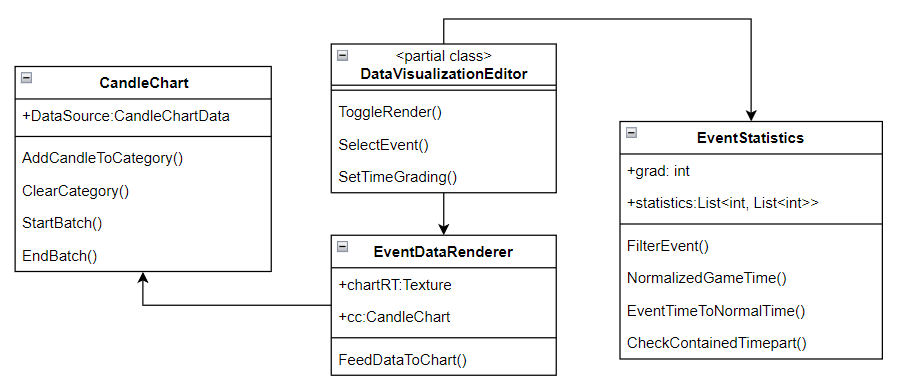 CandleChart
+DataSource:CandleChartData
AddCandleToCategory()
ClearCategory()
StartBatch()
EndBatch()
<partial class>
DataVisualizationEditor
ToggleRender()
SelectEvent()
SetTimeGrading()
EventDataRenderer
+chartRT:Texture
+cc:CandleChart
FeedDataToChart()
EventStatistics
+grad: int
+statistics:List<int, List<int>>
FilterEvent()
NormalizedGameTime()
EventTimeToNormalTime()
CheckContainedTimepart()